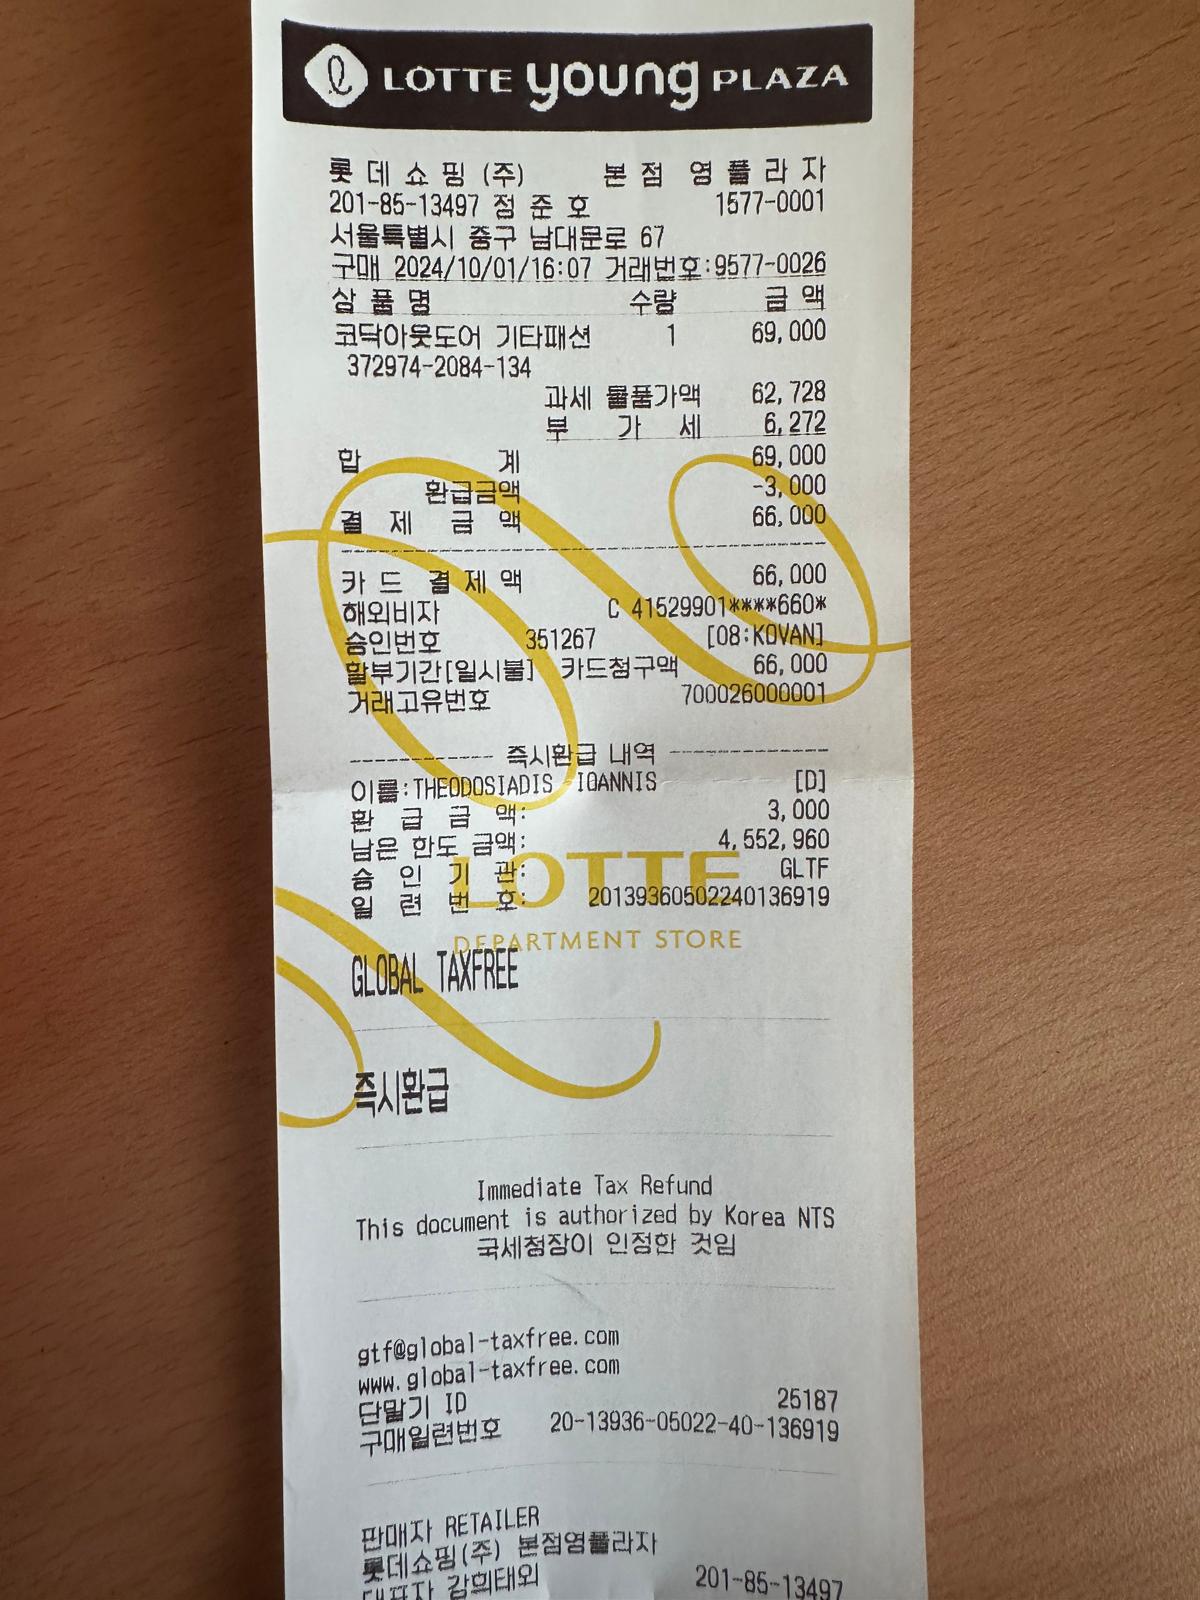 LOTTE young PLAZA
롯데쇼핑(주) 본점 영플라자
201-85-13497 정준호 1577-0001
서울특별시 중구 남대문로 67
구매 2024/10/01/16:07 거래번호:9577-0026
상품명 수량 금액
코닥아웃도어 기타패션 1 69,000
372974-2084-134
과세 물품가액 62,728
부가세 6,272
합계 69,000
환급금액 -3,000
결제금액 66,000
카드 결제액 66,000
해외비자 C 41529901****660*
승인번호 351267 [08:KOVAN]
할부기간[일시불] 카드청구액 66,000
거래고유번호 700026000001
즉시환급 내역
이름:THEODOSIADIS IOANNIS [D]
환급금액: 3,000
남은 한도 금액: 4,552,960
승인기관: GLTF
일련번호: 20139360502240136919
LOTTE
DEPARTMENT STORE
GLOBAL TAXFREE
즉시환급
Immediate Tax Refund
This document is authorized by Korea NTS
국세청장이 인정한 것임
gtf@global-taxfree.com
www.global-taxfree.com
단말기 ID 25187
구매일련번호 20-13936-05022-40-136919
판매자 RETAILER
롯데쇼핑(주) 본점영플라자
대표자 강희태외 201-85-13497